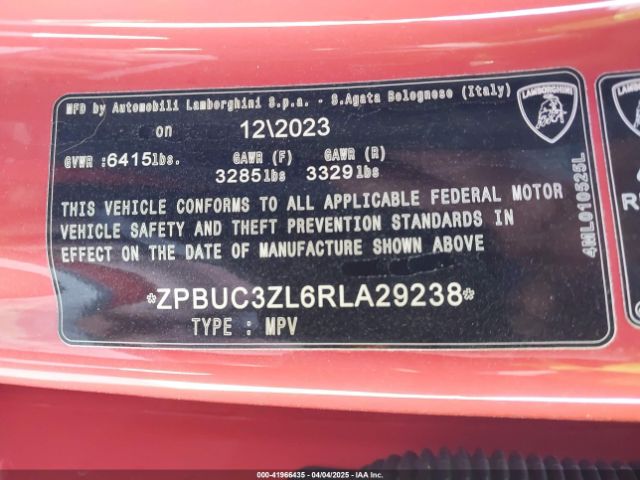 MFD by Automobili Lamborghini S.p.a. - S.Agata Bolognese (Italy)
on 12\2023
GVWR :6415lbs. GAWR (F) GAWR (R)
3285lbs 3329lbs
THIS VEHICLE CONFORMS TO ALL APPLICABLE FEDERAL MOTOR
VEHICLE SAFETY AND THEFT PREVENTION STANDARDS IN
EFFECT ON THE DATE OF MANUFACTURE SHOWN ABOVE
*ZPBUC3ZL6RLA29238*
TYPE : MPV
LAMBORGHINI
4ML010525L
000-41966435 - 04/04/2025 - IAA Inc.